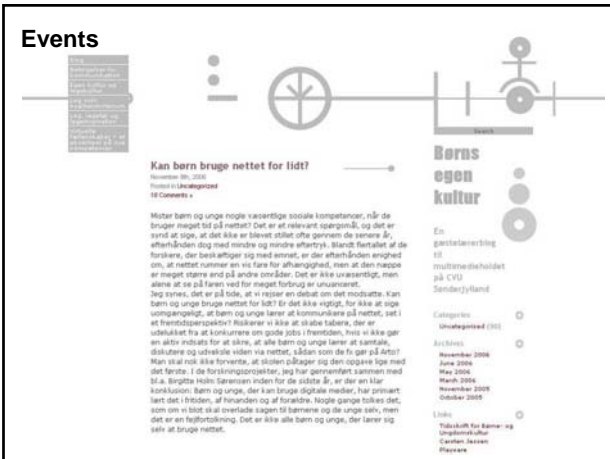 Events
Blog
Search
Kan børn bruge nettet for lidt?
November 8th, 2006
Posted in Uncategorized
18 Comments »
Mister børn og unge nogle væsentlige sociale kompetencer, når de
bruger meget tid på nettet? Det er et relevant spørgsmål, og det er
synd at sige, at det ikke er blevet stillet ofte gennem de senere år,
efterhånden dog med mindre og mindre eftertryk. Blandt flertallet af de
forskere, der beskæftiger sig med emnet, er der efterhånden enighed
om, at nettet rummer en vis fare for afhængighed, men at den næppe
er meget større end på andre områder. Det er ikke uvæsentligt, men
alene at se på faren ved for meget forbrug er unuanceret.
Jeg synes, det er på tide, at vi rejser en debat om det modsatte. Kan
børn og unge bruge nettet for lidt? Er det ikke vigtigt, for ikke at sige
uomgængeligt, at børn og unge lærer at kommunikere på nettet, set i
et fremtidsperspektiv? Risikerer vi ikke at skabe tabere, der er
udelukket fra at konkurrere om gode jobs i fremtiden, hvis vi ikke gør
en aktiv indsats for at sikre, at alle børn og unge lærer at samtale,
diskutere og udveksle viden via nettet, sådan som de fx gør på Arto?
Man skal nok ikke forvente, at skolen påtager sig den opgave lige med
det første. I de forskningsprojekter, jeg har gennemført sammen med
bl.a. Birgitte Holm Sørensen inden for de sidste år, er der en klar
konklusion: Børn og unge, der kan bruge digitale medier, har primært
lært det i fritiden, af hinanden og af forældre. Nogle gange tolkes det,
som om vi blot skal overlade sagen til børnene og de unge selv, men
det er en fejlfortolkning. Det er ikke alle børn og unge, der lærer sig
selv at bruge nettet.
Børns
egen
kultur
En
gæstelærerblog
til
multimedieholdet
på CVU
Sønderjylland
Categories
Uncategorized (30)
Archives
November 2006
June 2006
May 2006
March 2006
November 2005
October 2005
Links
Tidsskrift for Børne- og
Ungdomskultur
Carsten Jessen
Playware